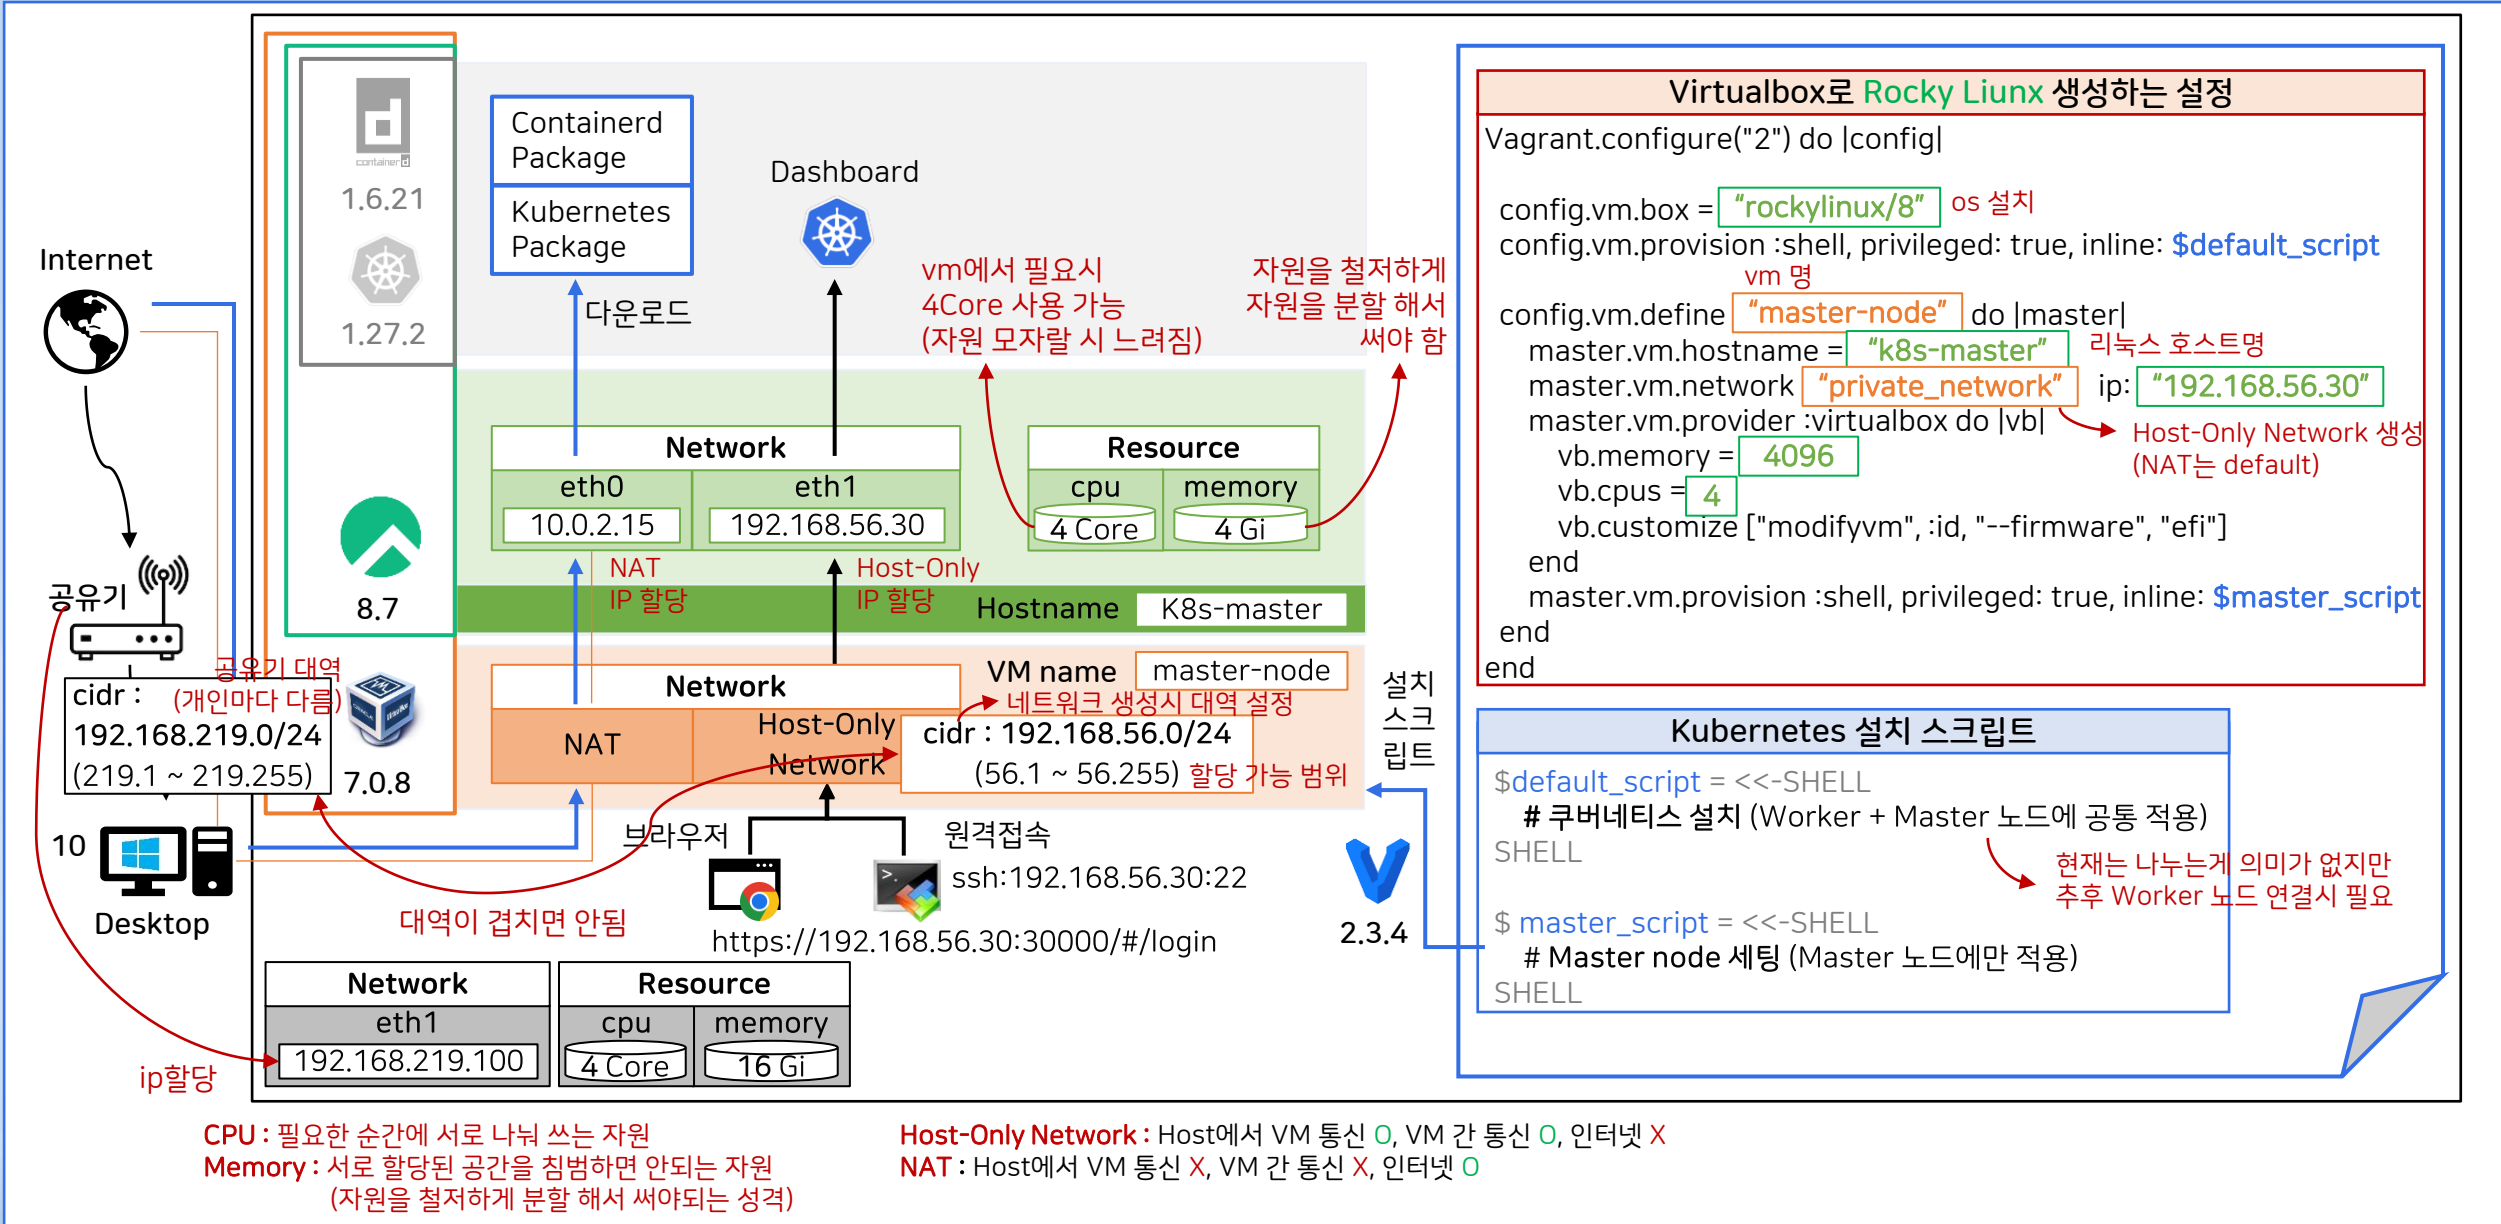 Internet
공유기
공유기 대역
(개인마다 다름)
cidr :
192.168.219.0/24
(219.1 ~ 219.255)
10
Desktop
ip할당
containerd
1.6.21
1.27.2
8.7
7.0.8
Containerd
Package
Kubernetes
Package
다운로드
Dashboard
vm에서 필요시
4Core 사용 가능
(자원 모자랄 시 느려짐)
자원을 철저하게
자원을 분할 해서
써야 함
Network
eth0
eth1
10.0.2.15
192.168.56.30
Resource
cpu
memory
4 Core
4 Gi
NAT
IP 할당
Host-Only
IP 할당
Hostname
K8s-master
VM name
master-node
네트워크 생성시 대역 설정
Network
NAT
Host-Only
Network
cidr : 192.168.56.0/24
(56.1 ~ 56.255) 할당 가능 범위
브라우저
원격접속
ssh:192.168.56.30:22
https://192.168.56.30:30000/#/login
대역이 겹치면 안됨
설치
스크
립트
2.3.4
Network
eth1
192.168.219.100
Resource
cpu
memory
4 Core
16 Gi
Virtualbox로 Rocky Liunx 생성하는 설정
Vagrant.configure("2") do |config|
config.vm.box = “rockylinux/8” os 설치
config.vm.provision :shell, privileged: true, inline: $default_script
vm 명
config.vm.define “master-node” do |master|
master.vm.hostname = “k8s-master” 리눅스 호스트명
master.vm.network “private_network” ip: “192.168.56.30”
master.vm.provider :virtualbox do |vb|
Host-Only Network 생성
(NAT는 default)
vb.memory = 4096
vb.cpus = 4
vb.customize ["modifyvm", :id, "--firmware", "efi"]
end
master.vm.provision :shell, privileged: true, inline: $master_script
end
end
Kubernetes 설치 스크립트
$default_script = <<-SHELL
# 쿠버네티스 설치 (Worker + Master 노드에 공통 적용)
SHELL
현재는 나누는게 의미가 없지만
추후 Worker 노드 연결시 필요
$ master_script = <<-SHELL
# Master node 세팅 (Master 노드에만 적용)
SHELL
CPU : 필요한 순간에 서로 나눠 쓰는 자원
Memory : 서로 할당된 공간을 침범하면 안되는 자원
(자원을 철저하게 분할 해서 써야되는 성격)
Host-Only Network : Host에서 VM 통신 O, VM 간 통신 O, 인터넷 X
NAT : Host에서 VM 통신 X, VM 간 통신 X, 인터넷 O